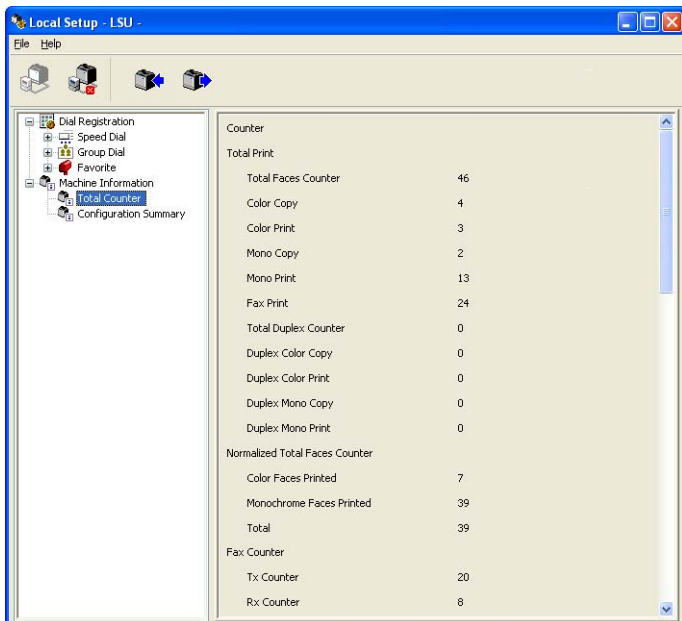 Local Setup - LSU -
File Help
Dial Registration
Speed Dial
Group Dial
Favorite
Machine Information
Total Counter
Configuration Summary
Counter
Total Print
Total Faces Counter 46
Color Copy 4
Color Print 3
Mono Copy 2
Mono Print 13
Fax Print 24
Total Duplex Counter 0
Duplex Color Copy 0
Duplex Color Print 0
Duplex Mono Copy 0
Duplex Mono Print 0
Normalized Total Faces Counter
Color Faces Printed 7
Monochrome Faces Printed 39
Total 39
Fax Counter
Tx Counter 20
Rx Counter 8